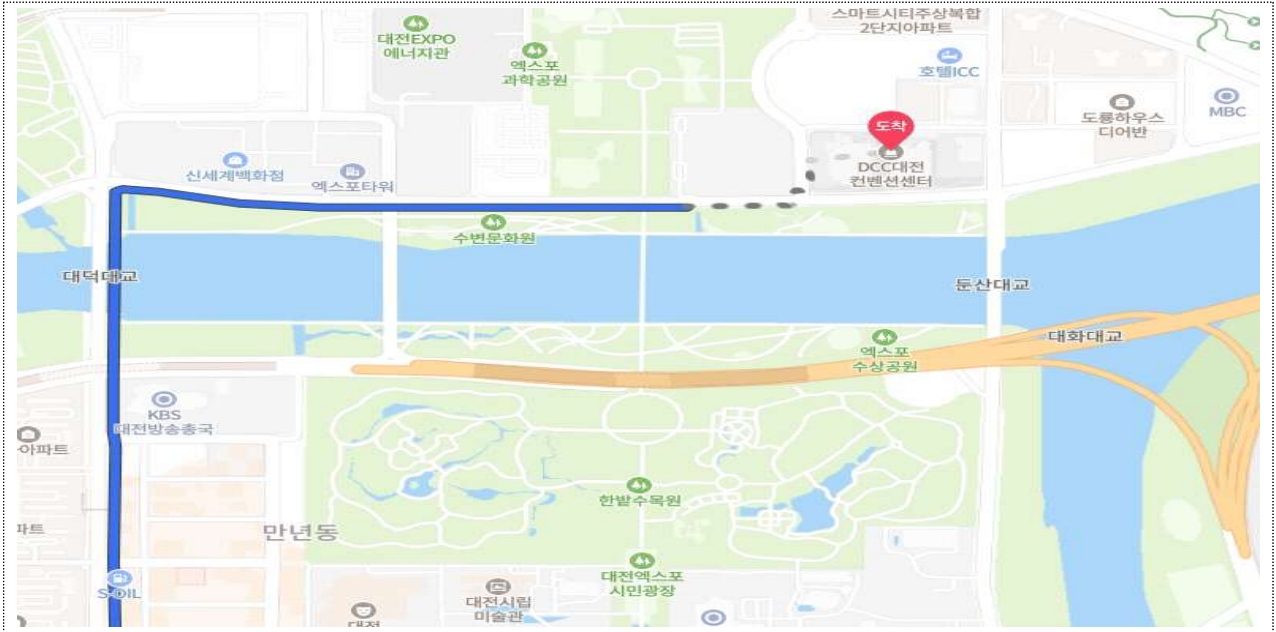 스마트시티주상복합
2단지아파트
대전EXPO
에너지관
엑스포
과학공원
호텔ICC
MBC
도룡하우스
디어반
도착
DCC대전
컨벤션센터
신세계백화점
엑스포타워
수변문화원
대덕대교
둔산대교
대화대교
엑스포
수상공원
KBS
대전방송총국
아파트
한밭수목원
만년동
파트
S-OIL
대전엑스포
시민광장
대전시립
미술관
대전